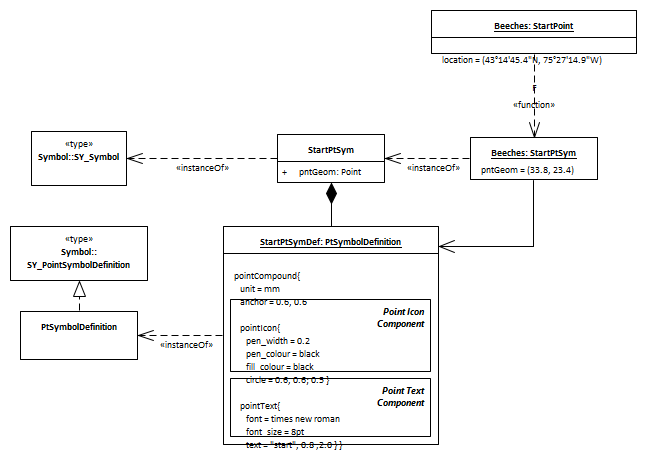 Beeches: StartPoint
location = (43°14'45.4"N, 75°27'14.9"W)
F
«function»
«type»
Symbol::SY_Symbol
«instanceOf»
StartPtSym
+ pntGeom: Point
«instanceOf»
Beeches: StartPtSym
pntGeom = (33.8, 23.4)
«type»
Symbol::
SY_PointSymbolDefinition
PtSymbolDefinition
«instanceOf»
StartPtSymDef: PtSymbolDefinition
pointCompound{
unit = mm
anchor = 0.6, 0.6
Point Icon
Component
pointIcon{
pen_width = 0.2
pen_colour = black
fill_colour = black
circle = 0.6, 0.6, 0.5 }
Point Text
Component
pointText{
font = times new roman
font_size = 8pt
text = "start", 0.8 ,2.0 } }